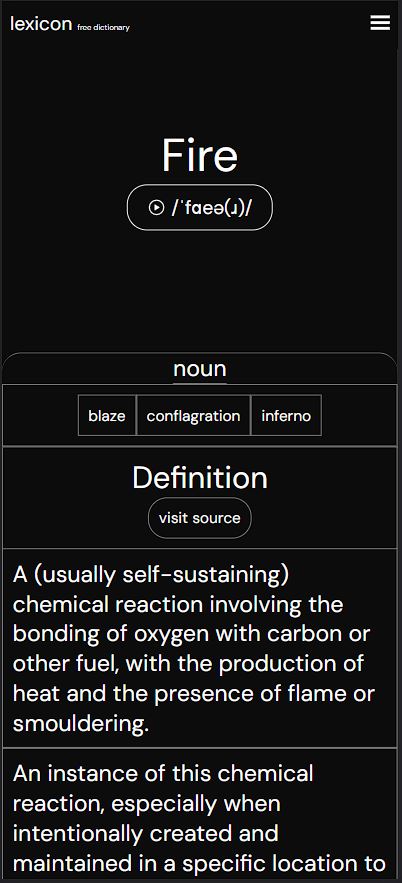 lexicon free dictionary
Fire
/ˈfɑeə(ɹ)/
noun
blaze conflagration inferno
Definition
visit source
A (usually self-sustaining)
chemical reaction involving the
bonding of oxygen with carbon or
other fuel, with the production of
heat and the presence of flame or
smouldering.
An instance of this chemical
reaction, especially when
intentionally created and
maintained in a specific location to